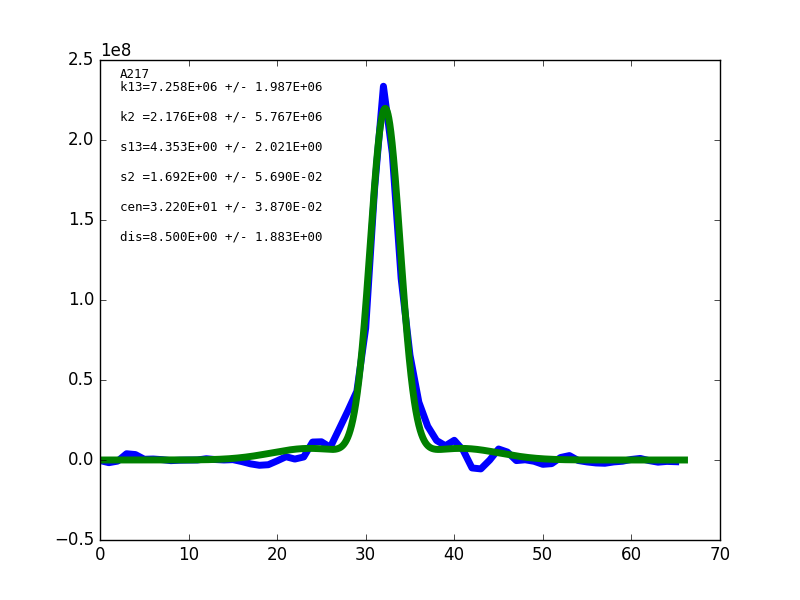 1e8
A217
k13=7.258E+06 +/- 1.987E+06
k2 =2.176E+08 +/- 5.767E+06
s13=4.353E+00 +/- 2.021E+00
s2 =1.692E+00 +/- 5.690E-02
cen=3.220E+01 +/- 3.870E-02
dis=8.500E+00 +/- 1.883E+00
2.5
2.0
1.5
1.0
0.5
0.0
−0.5
0 10 20 30 40 50 60 70